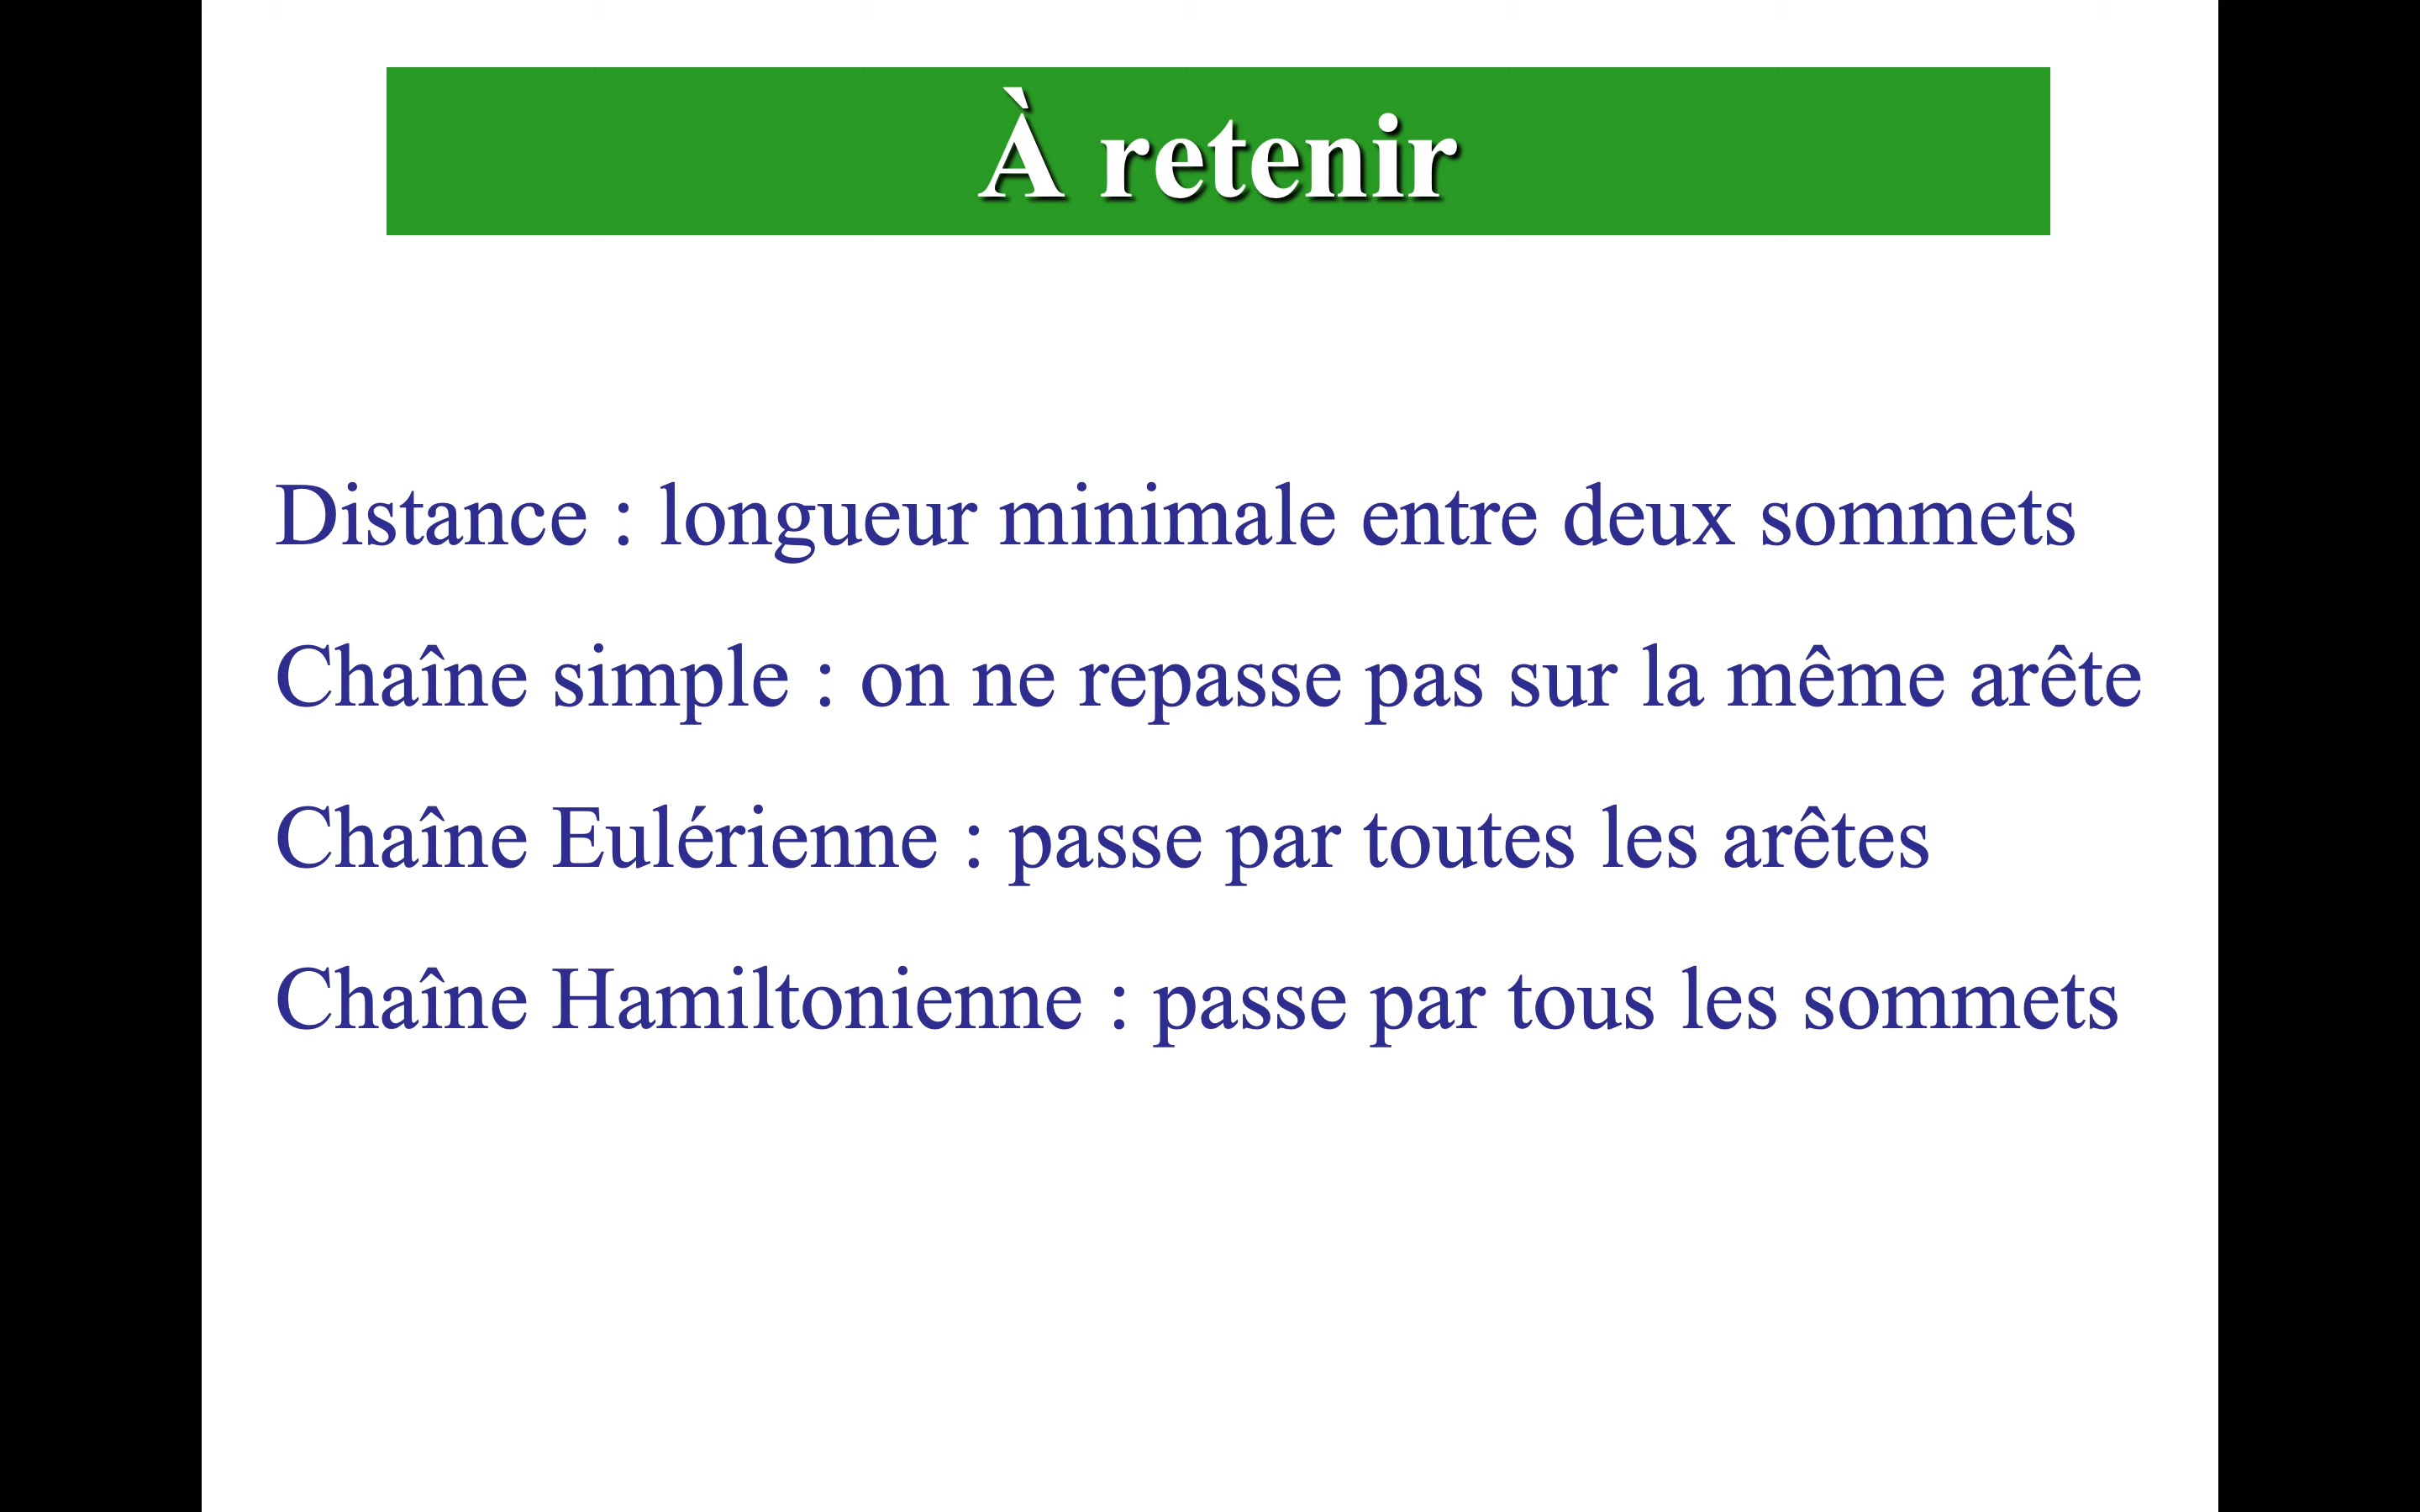 À retenir
Distance : longueur minimale entre deux sommets
Chaîne simple : on ne repasse pas sur la même arête
Chaîne Eulérienne : passe par toutes les arêtes
Chaîne Hamiltonienne : passe par tous les sommets